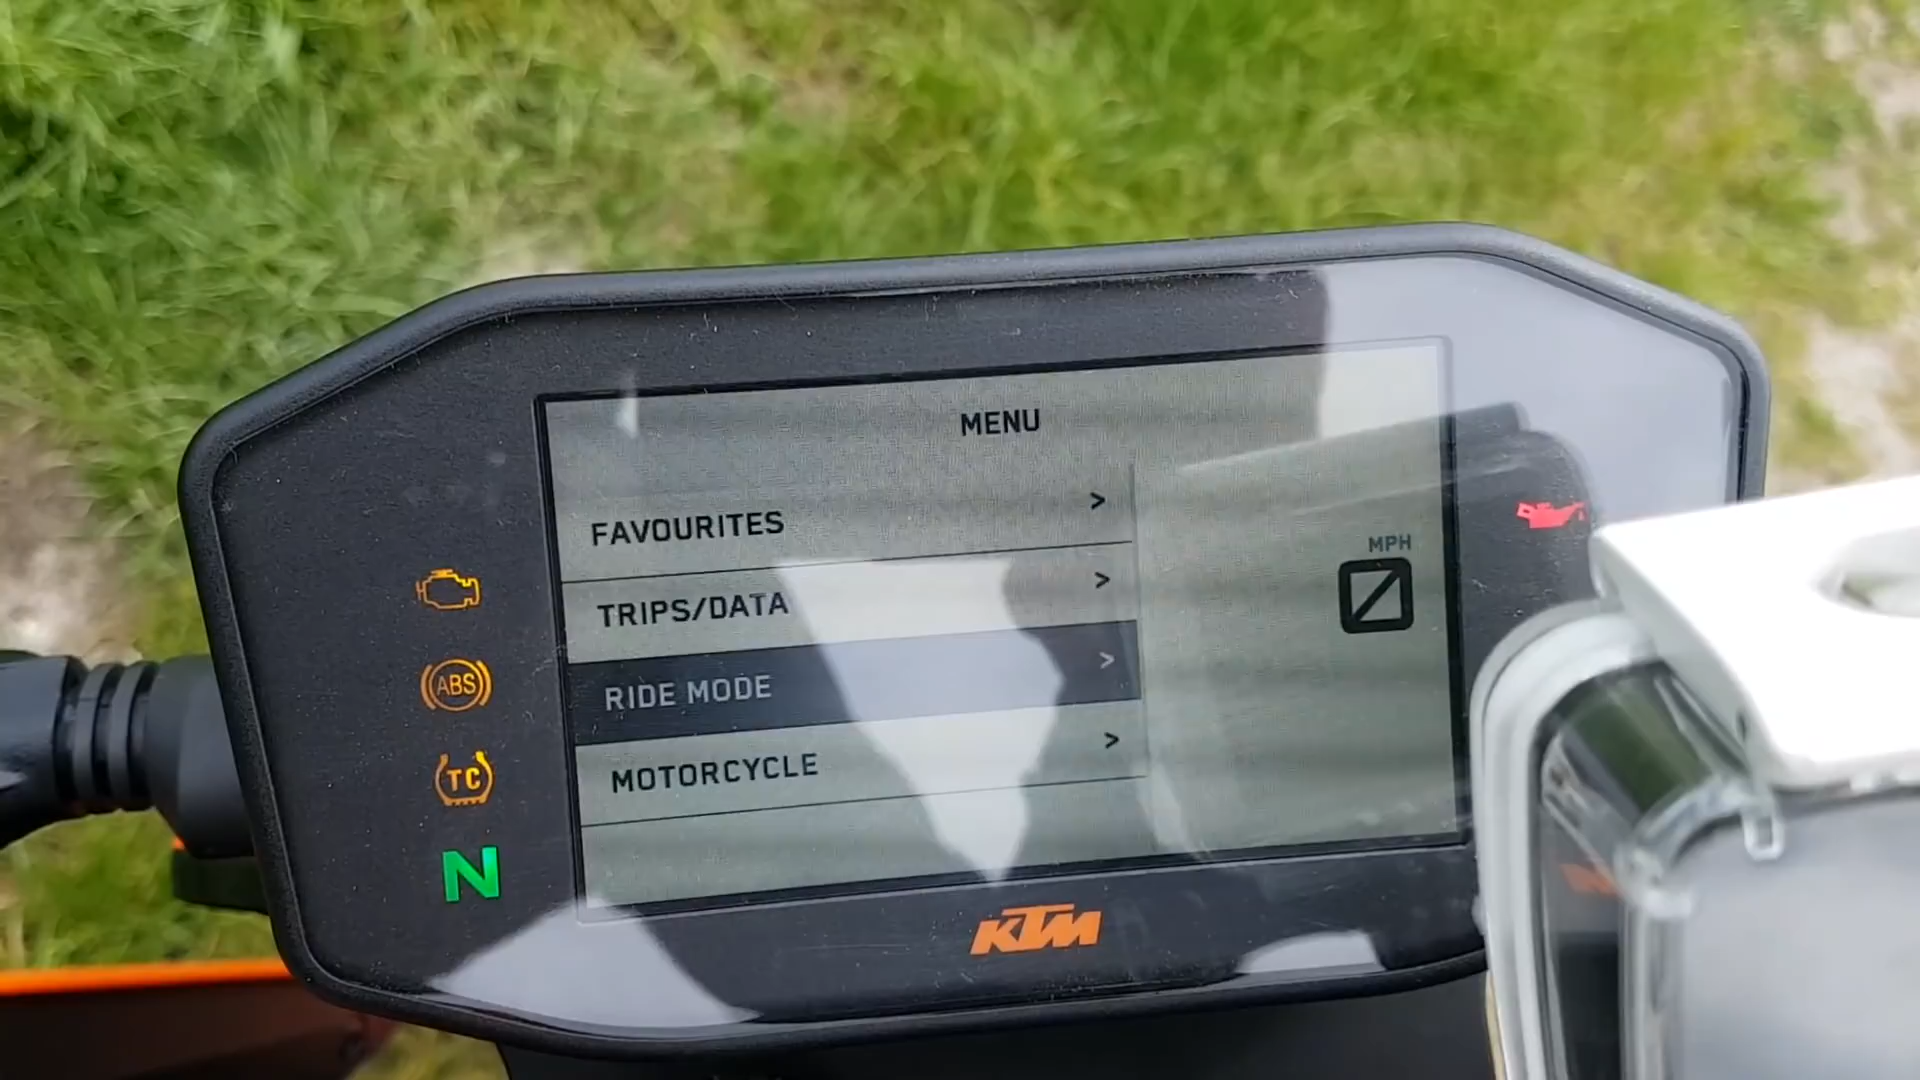 MENU
FAVOURITES >
TRIPS/DATA >
RIDE MODE >
MOTORCYCLE >
MPH
ABS
TC
N
KTM